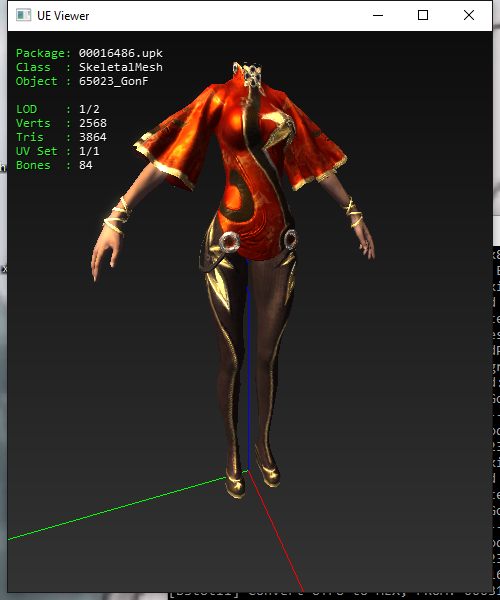 UE Viewer
Package: 00016486.upk
Class : SkeletalMesh
Object : 65023_GonF
LOD : 1/2
Verts : 2568
Tris : 3864
UV Set : 1/1
Bones : 84